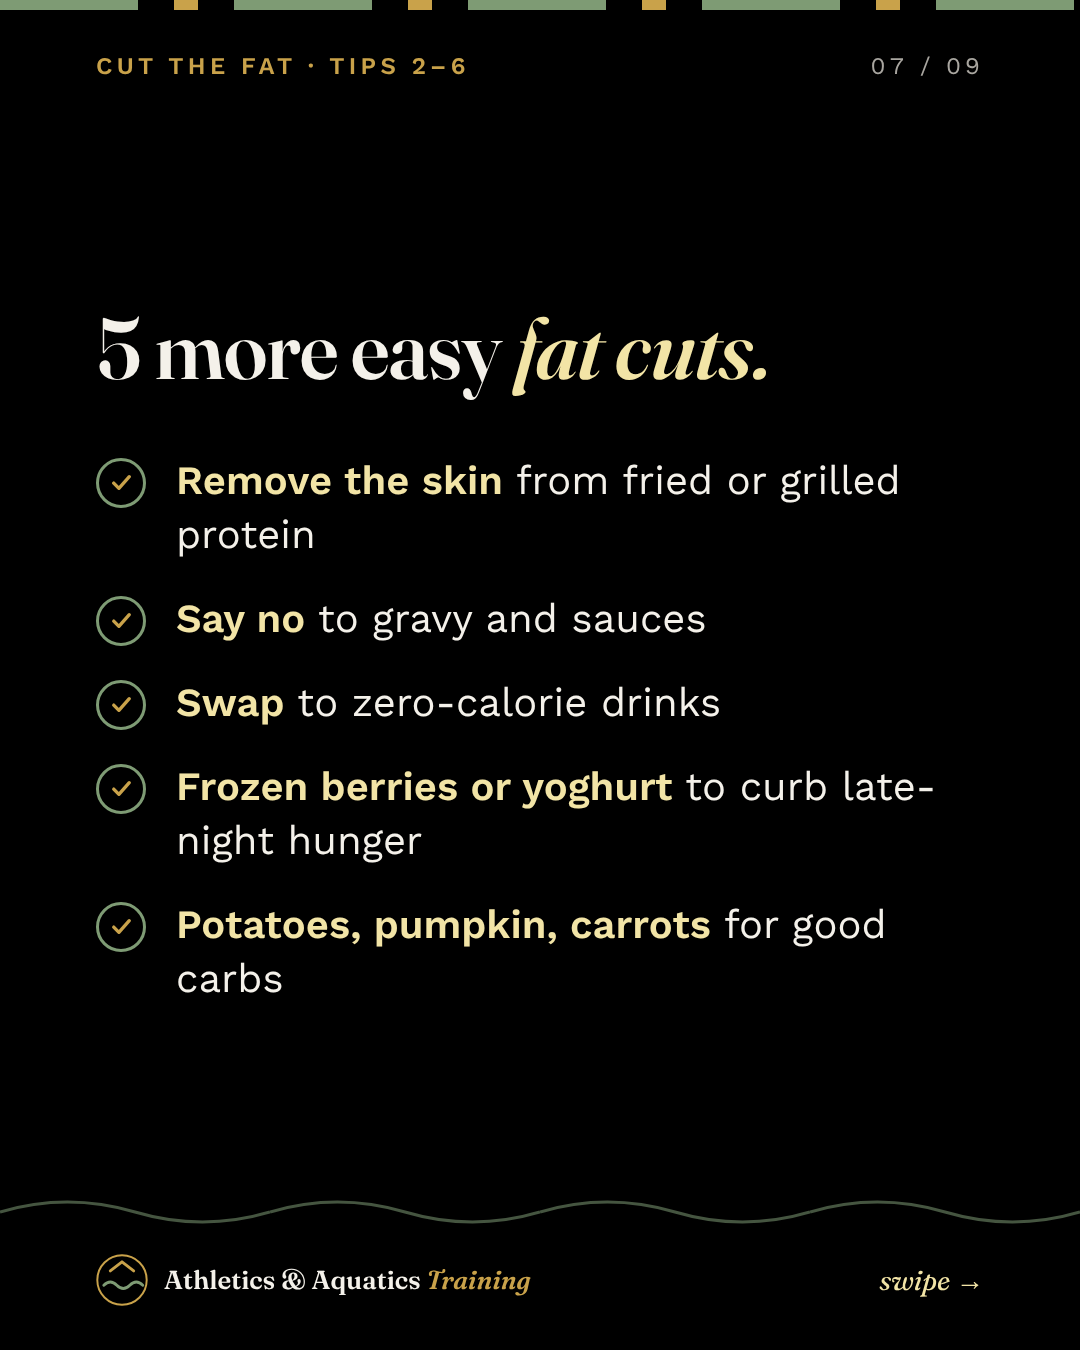 CUT THE FAT · TIPS 2–6
07 / 09
5 more easy fat cuts.
Remove the skin from fried or grilled
protein
Say no to gravy and sauces
Swap to zero-calorie drinks
Frozen berries or yoghurt to curb late-
night hunger
Potatoes, pumpkin, carrots for good
carbs
Athletics & Aquatics Training
swipe →